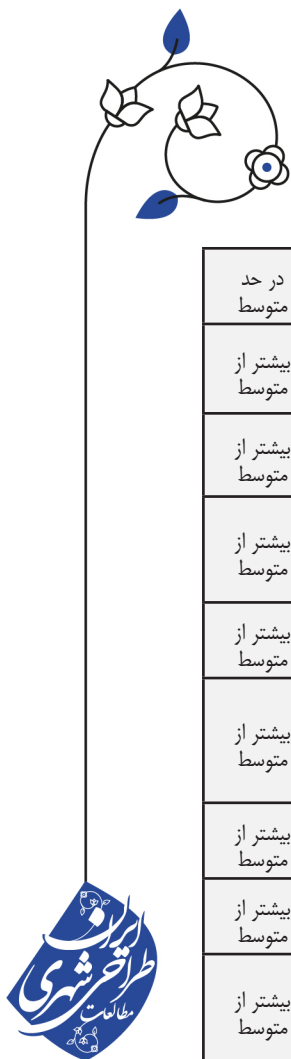 در حد
متوسط
بیشتر از
متوسط
بیشتر از
متوسط
بیشتر از
متوسط
بیشتر از
متوسط
بیشتر از
متوسط
بیشتر از
متوسط
بیشتر از
متوسط
بیشتر از
متوسط
ایران
طراحی شهری
مطالعات